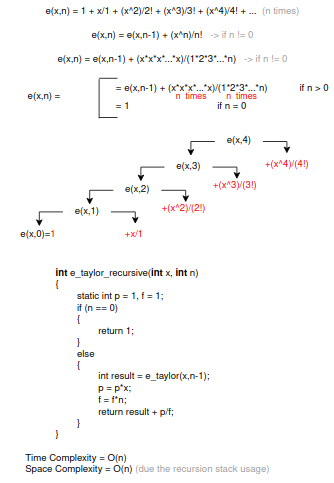 e(x,n) = 1 + x/1 + (x^2)/2! + (x^3)/3! + (x^4)/4! + ... (n times)
e(x,n) = e(x,n-1) + (x^n)/n! -> if n != 0
e(x,n) = e(x,n-1) + (x*x*x*...*x)/(1*2*3*...*n) -> if n != 0
= e(x,n-1) + (x*x*x*...*x)/(1*2*3*...*n) if n > 0
n times n times
e(x,n) =
= 1 if n = 0
e(x,4)
e(x,3) +(x^4)/(4!)
e(x,2) +(x^3)/(3!)
e(x,1) +(x^2)/(2!)
e(x,0)=1 +x/1
int e_taylor_recursive(int x, int n)
{
static int p = 1, f = 1;
if (n == 0)
{
return 1;
}
else
{
int result = e_taylor(x,n-1);
p = p*x;
f = f*n;
return result + p/f;
}
}
Time Complexity = O(n)
Space Complexity = O(n) (due the recursion stack usage)